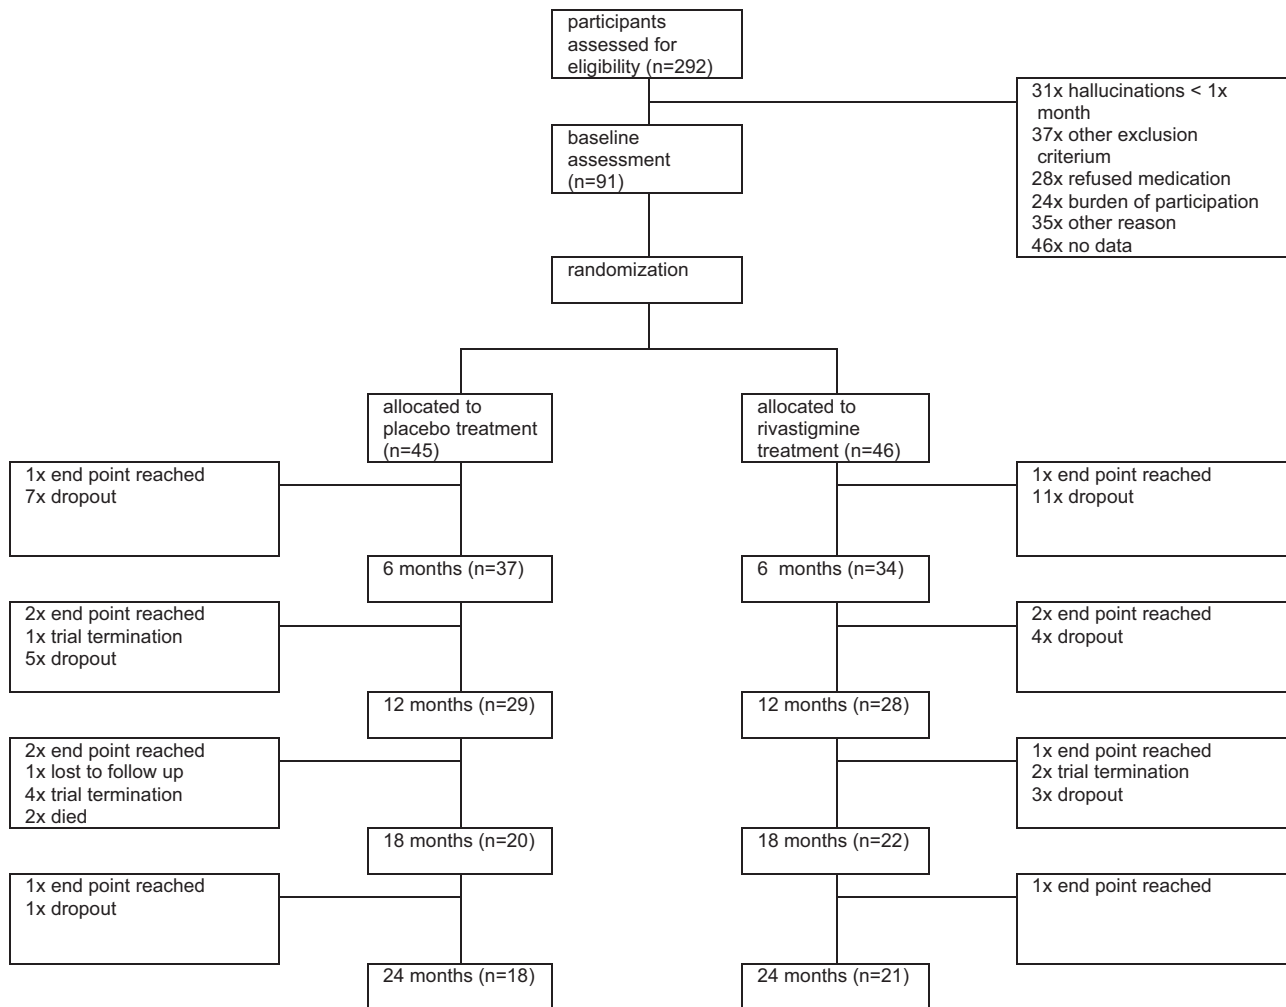 participants
assessed for
eligibility (n=292)
31x hallucinations < 1x
month
37x other exclusion
criterium
28x refused medication
24x burden of participation
35x other reason
46x no data
baseline
assessment
(n=91)
randomization
allocated to
placebo treatment
(n=45)
allocated to
rivastigmine
treatment (n=46)
1x end point reached
7x dropout
1x end point reached
11x dropout
6 months (n=37)
6 months (n=34)
2x end point reached
1x trial termination
5x dropout
2x end point reached
4x dropout
12 months (n=29)
12 months (n=28)
2x end point reached
1x lost to follow up
4x trial termination
2x died
1x end point reached
2x trial termination
3x dropout
18 months (n=20)
18 months (n=22)
1x end point reached
1x dropout
1x end point reached
24 months (n=18)
24 months (n=21)